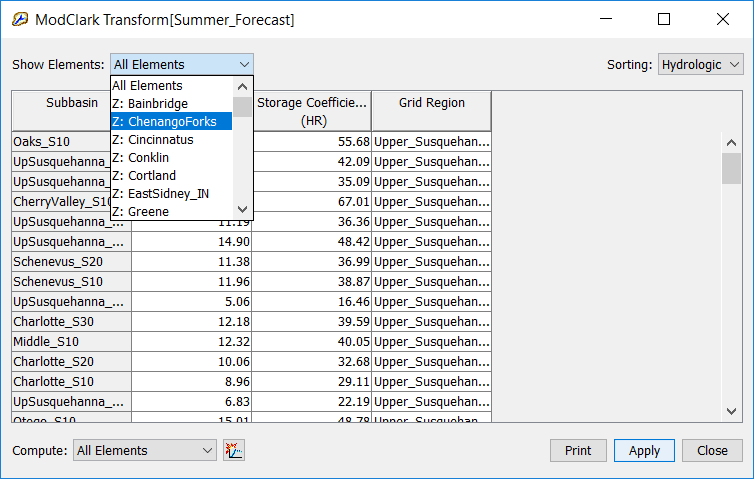 ModClark Transform[Summer_Forecast]
Show Elements: All Elements Sorting: Hydrologic
All Elements
Z: Bainbridge
Z: ChenangoForks
Z: Cincinnatus
Z: Conklin
Z: Cortland
Z: EastSidney_IN
Z: Greene
Subbasin Storage Coefficie... Grid Region
(HR)
Oaks_S10 55.68 Upper_Susquehan...
UpSusquehanna_... 42.09 Upper_Susquehan...
UpSusquehanna_... 35.09 Upper_Susquehan...
CherryValley_S10 67.01 Upper_Susquehan...
UpSusquehanna_... 11.19 36.36 Upper_Susquehan...
UpSusquehanna_... 14.90 48.42 Upper_Susquehan...
Schenevus_S20 11.38 36.99 Upper_Susquehan...
Schenevus_S10 11.96 38.87 Upper_Susquehan...
UpSusquehanna_... 5.06 16.46 Upper_Susquehan...
Charlotte_S30 12.18 39.59 Upper_Susquehan...
Middle_S10 12.32 40.05 Upper_Susquehan...
Charlotte_S20 10.06 32.68 Upper_Susquehan...
Charlotte_S10 8.96 29.11 Upper_Susquehan...
UpSusquehanna_... 6.83 22.19 Upper_Susquehan...
Otego_S10 15.01 48.78 Upper_Susquehan...
Compute: All Elements Print Apply Close